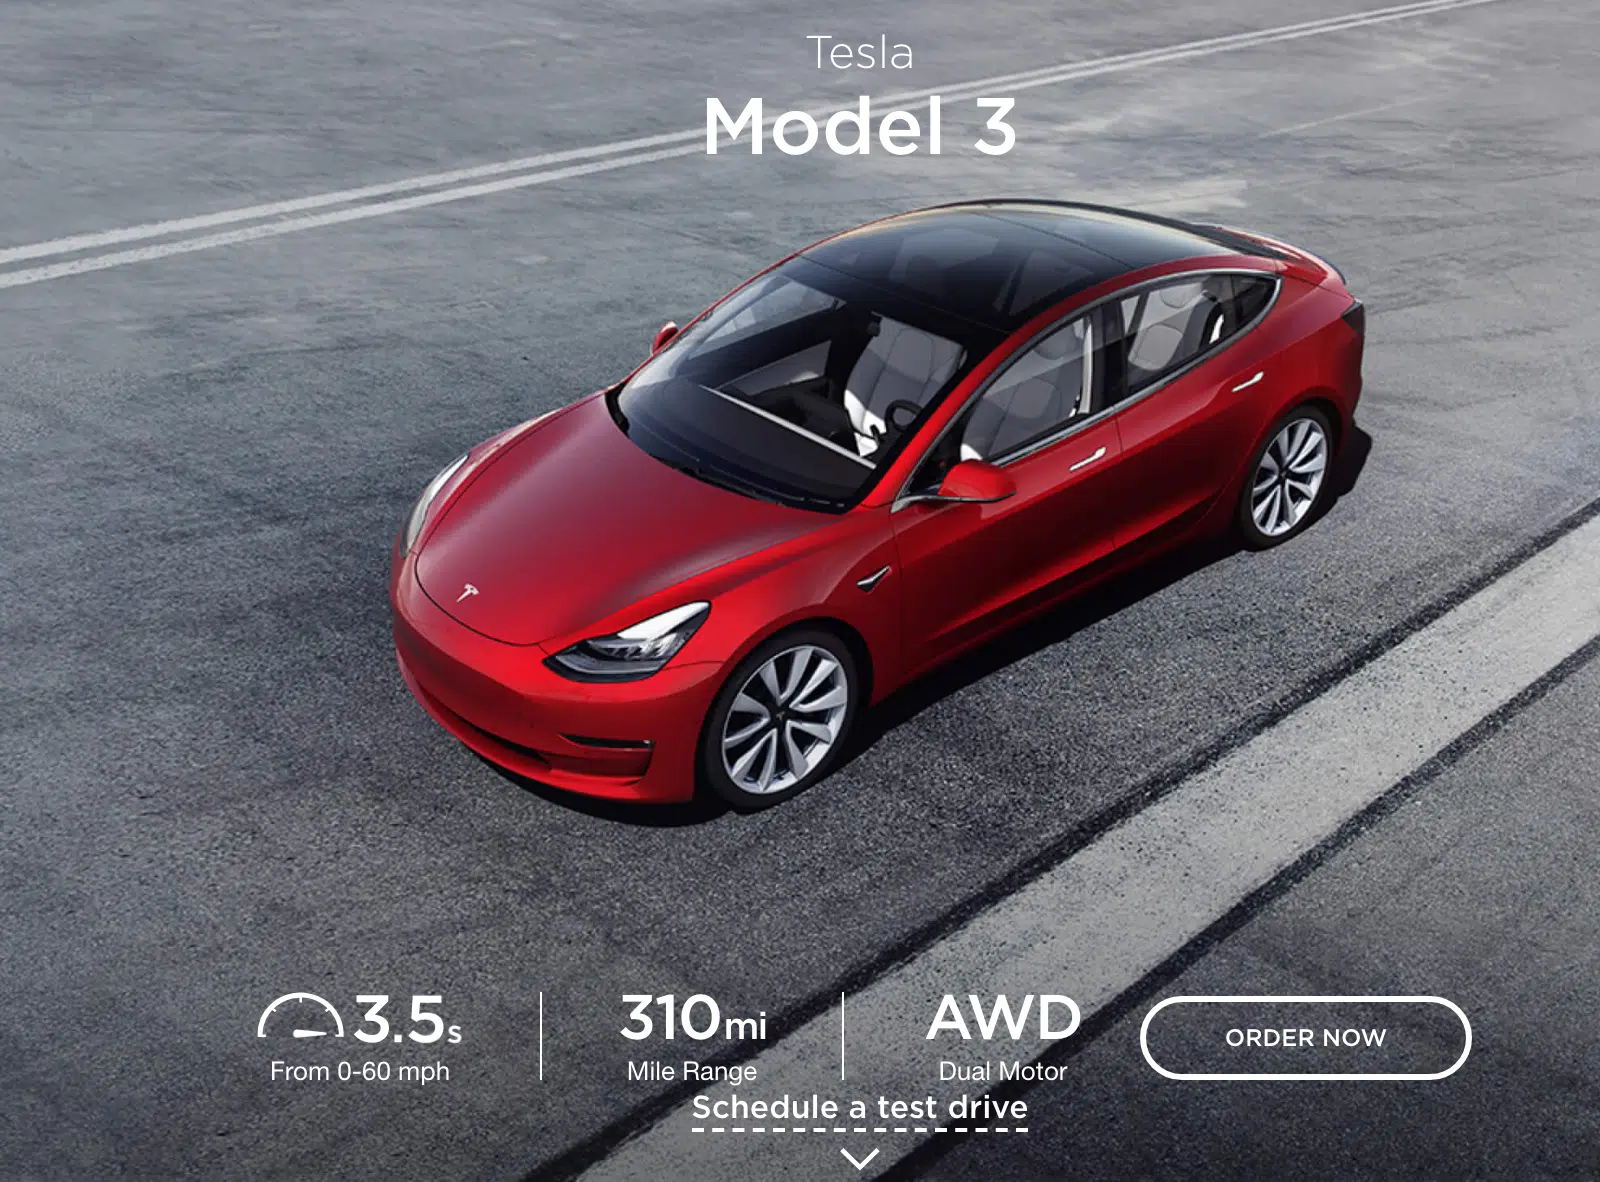 Tesla
Model 3
3.5s
From 0-60 mph
310mi
Mile Range
AWD
Dual Motor
ORDER NOW
Schedule a test drive